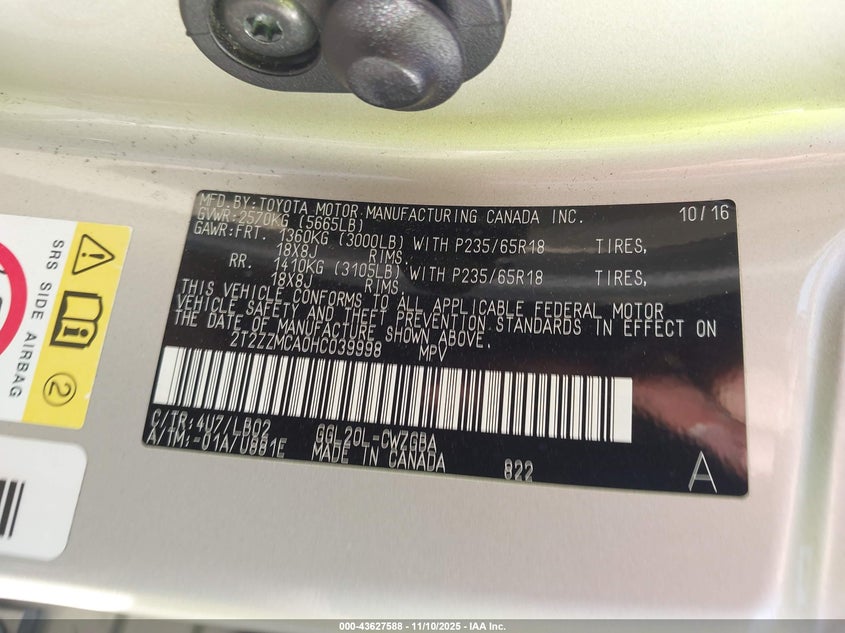 MFD.BY:TOYOTA MOTOR MANUFACTURING CANADA INC. 10/16
GVWR:2570KG (5665LB)
GAWR:FRT. 1360KG (3000LB) WITH P235/65R18 TIRES,
18X8J RIMS.
RR. 1410KG (3105LB) WITH P235/65R18 TIRES,
18X8J RIMS.
THIS VEHICLE CONFORMS TO ALL APPLICABLE FEDERAL MOTOR
VEHICLE SAFETY AND THEFT PREVENTION STANDARDS IN EFFECT ON
THE DATE OF MANUFACTURE SHOWN ABOVE.
2T2ZZMCA0HC039998 MPV
C/TR:4U7/LB02 GGL20L-CWZGBA
A/TM:-01A/U881E MADE IN CANADA 822
A
SRS SIDE AIRBAG
2
000-43627588 — 11/10/2025 — IAA Inc.